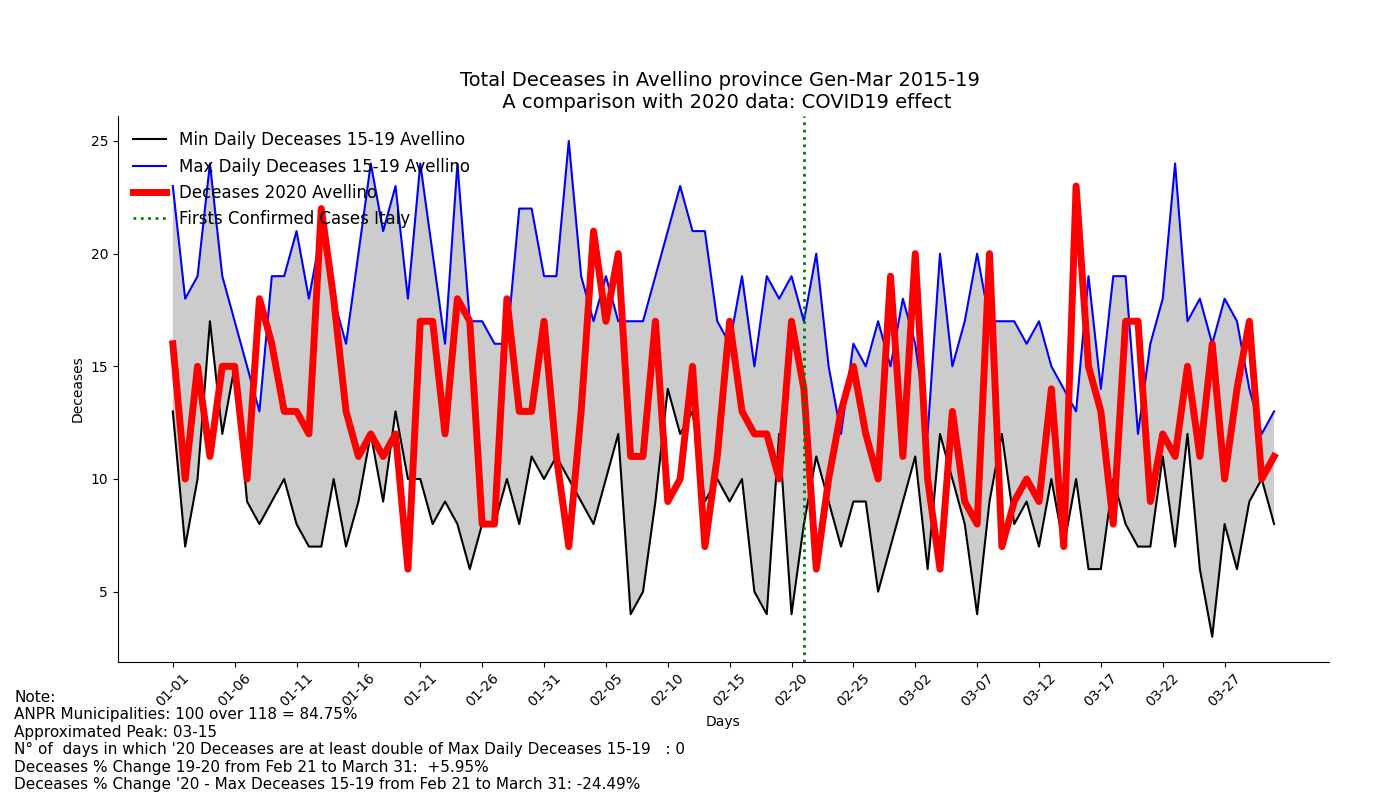 Total Deceases in Avellino province Gen-Mar 2015-19
A comparison with 2020 data: COVID19 effect
Min Daily Deceases 15-19 Avellino
Max Daily Deceases 15-19 Avellino
Deceases 2020 Avellino
Firsts Confirmed Cases Italy
25
20
15
10
5
Deceases
01-01 01-06 01-11 01-16 01-21 01-26 01-31 02-05 02-10 02-15 02-20 02-25 03-02 03-07 03-12 03-17 03-22 03-27
Days
Note:
ANPR Municipalities: 100 over 118 = 84.75%
Approximated Peak: 03-15
N° of  days in which '20 Deceases are at least double of Max Daily Deceases 15-19   : 0
Deceases % Change 19-20 from Feb 21 to March 31:  +5.95%
Deceases % Change '20 - Max Deceases 15-19 from Feb 21 to March 31: -24.49%